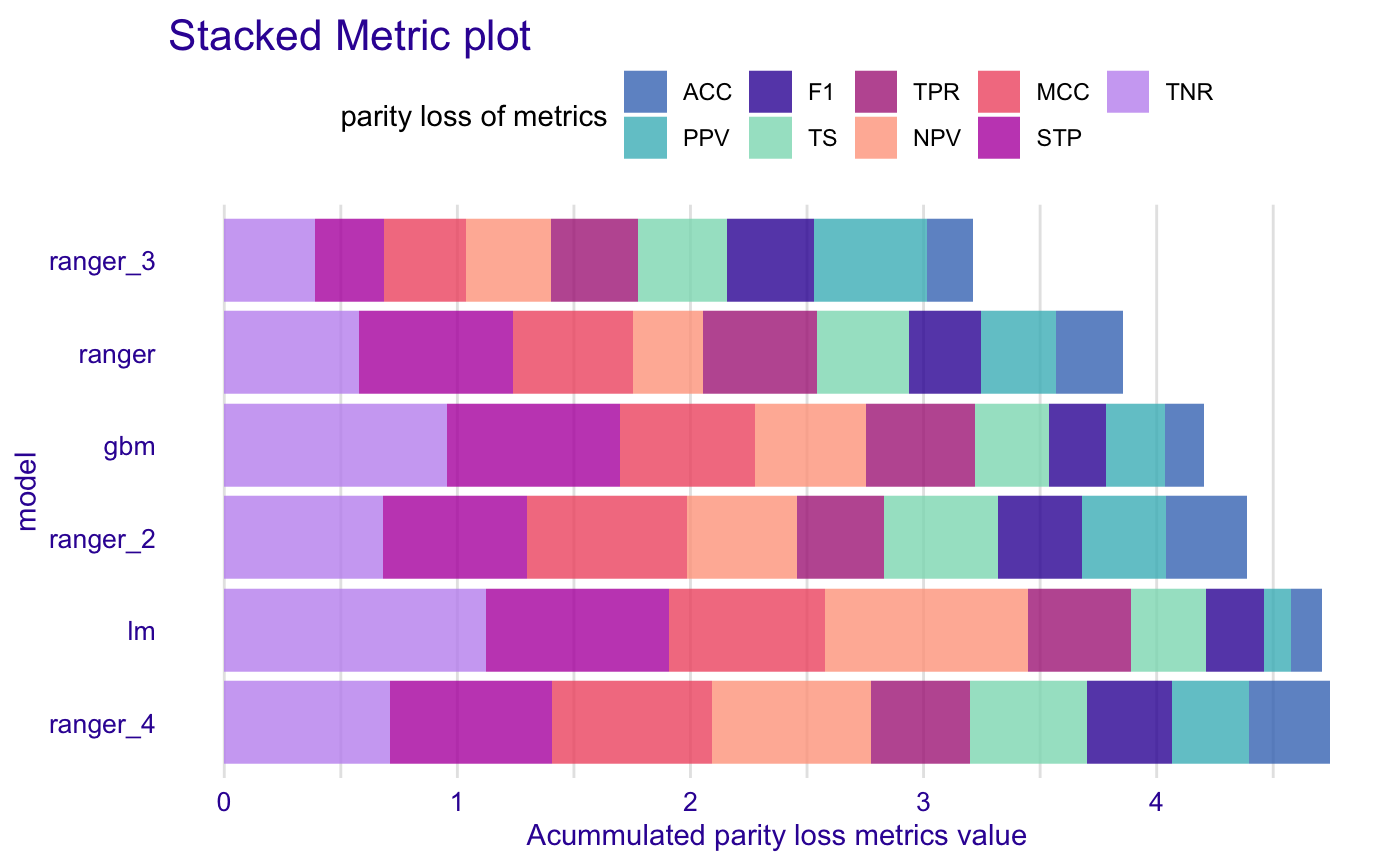 Stacked Metric plot
parity loss of metrics
ACC F1 TPR MCC TNR
PPV TS NPV STP
model
ranger_3
ranger
gbm
ranger_2
lm
ranger_4
0 1 2 3 4
Acummulated parity loss metrics value